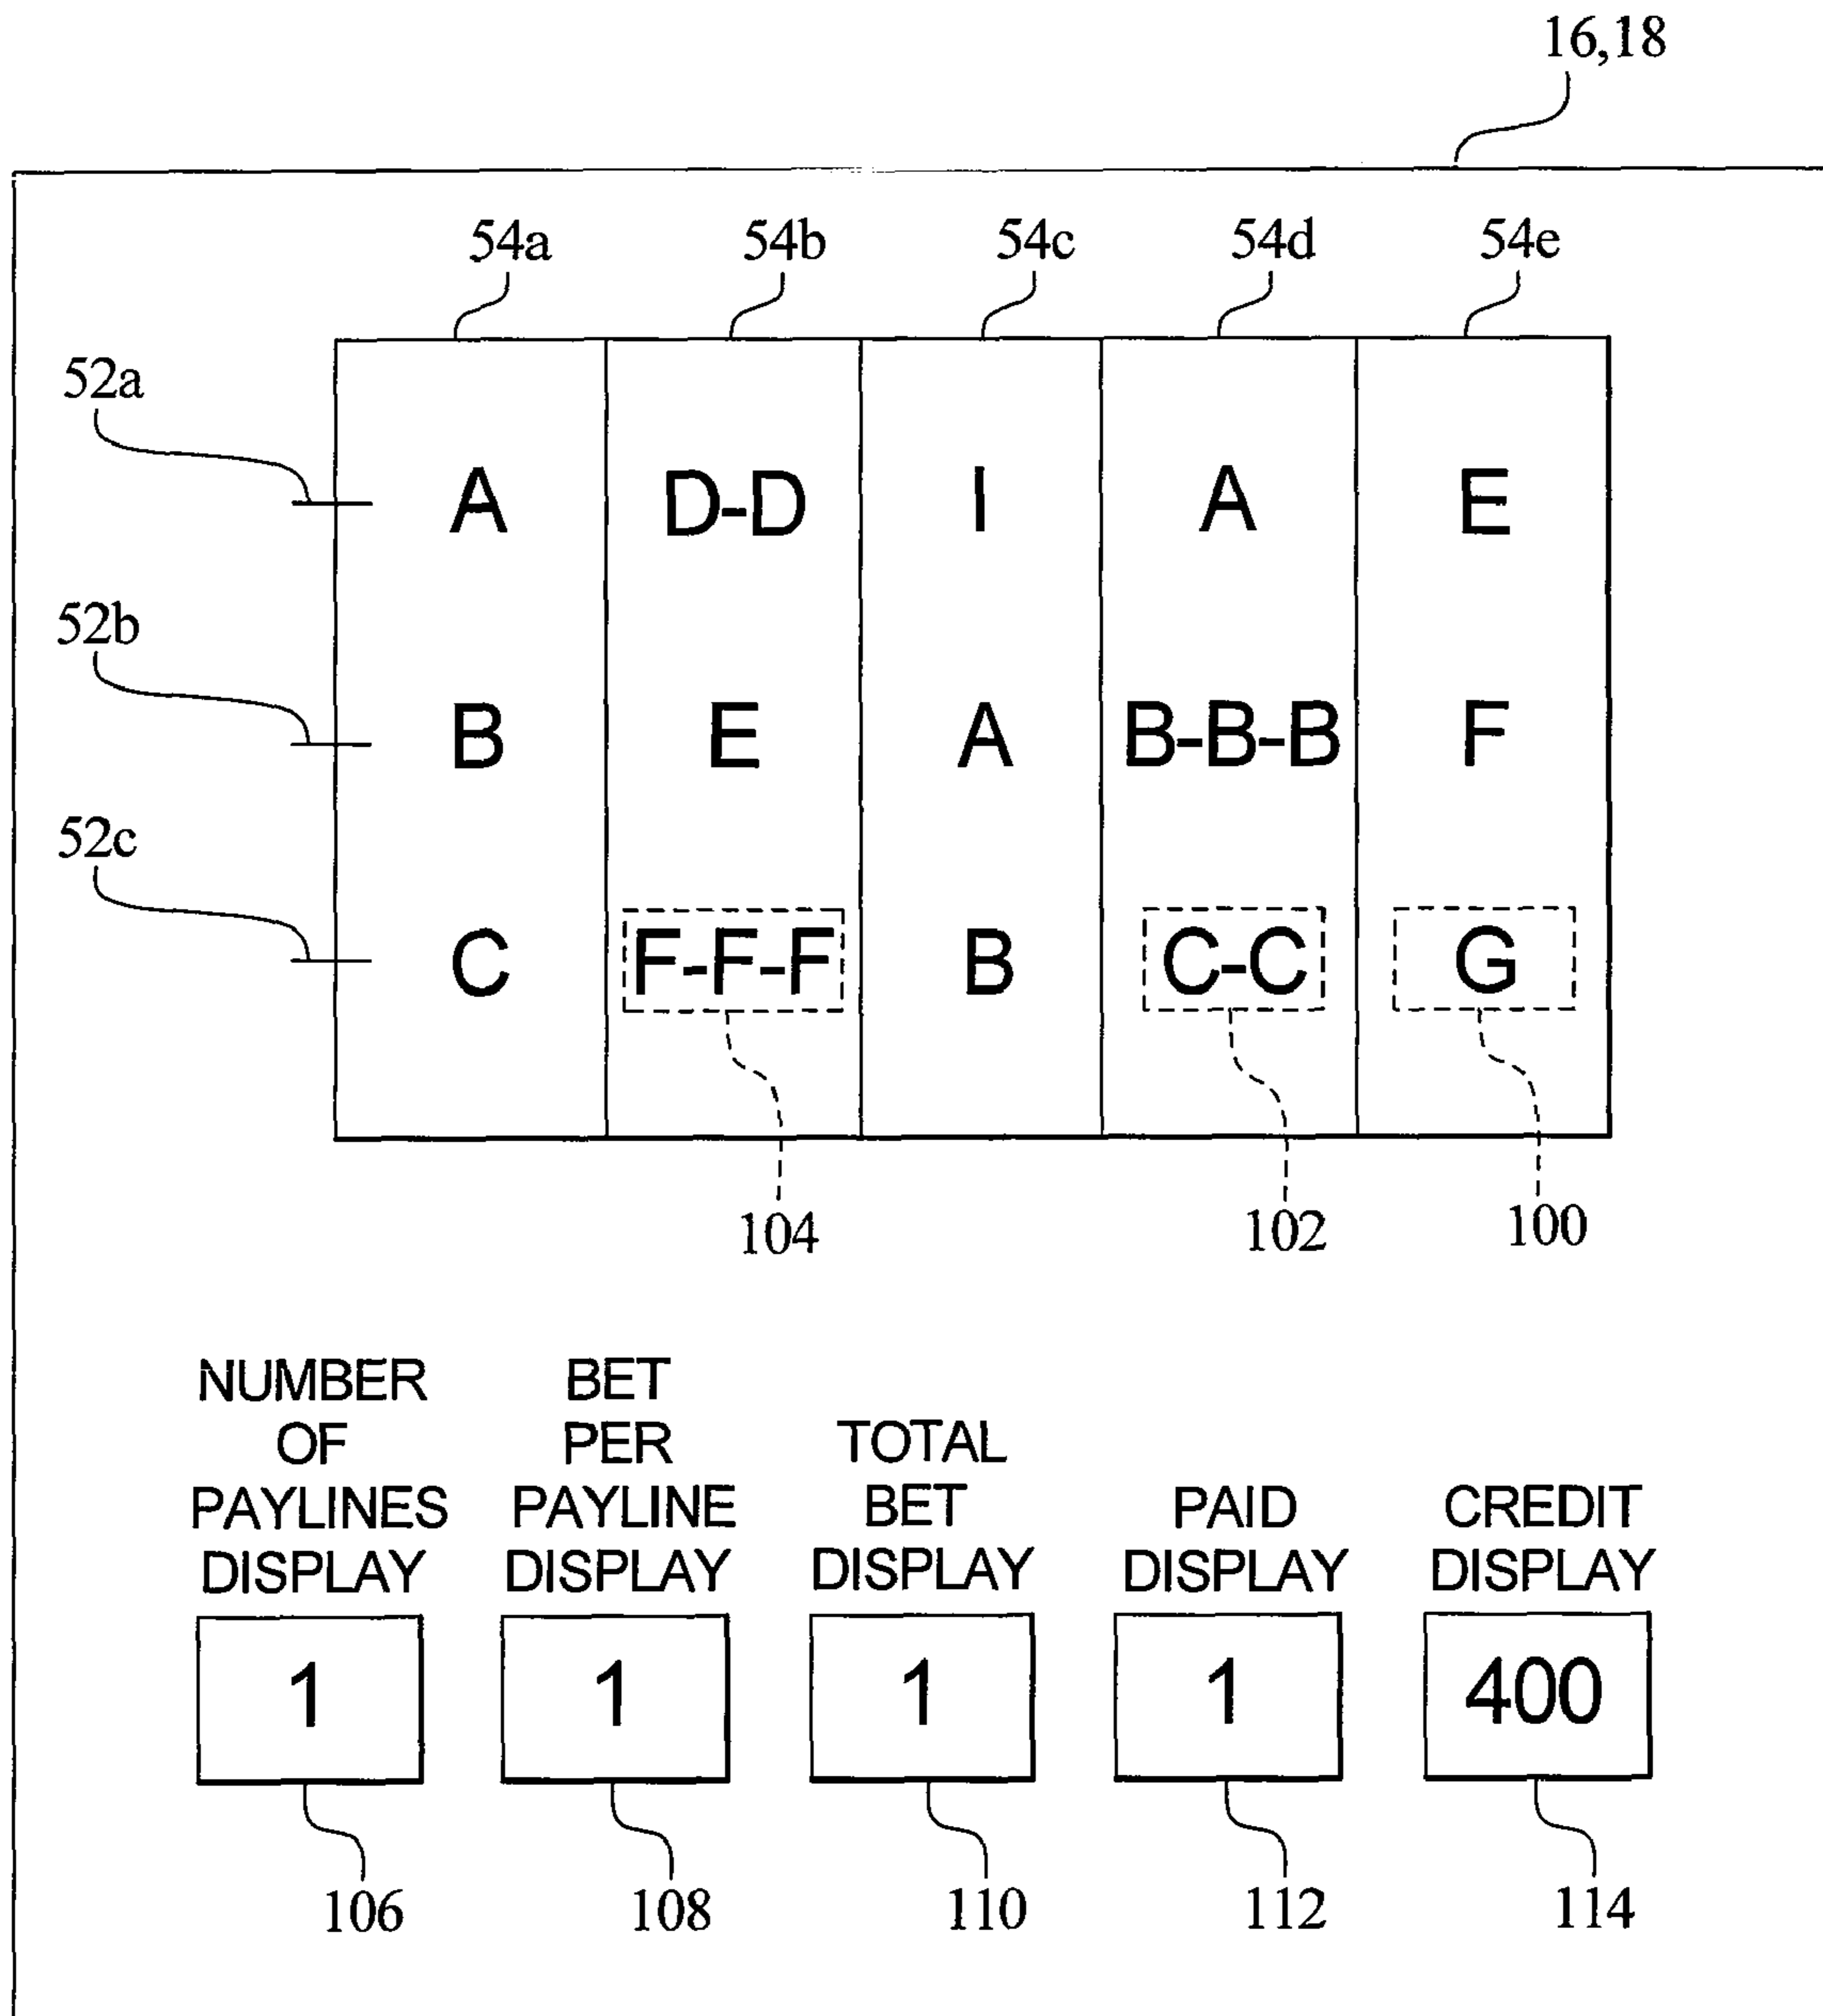 16,18
54a 54b 54c 54d 54e
52a
A D-D I A E
52b
B E A B-B-B F
52c
C F-F-F B C-C G
104 102 100
NUMBER OF PAYLINES DISPLAY
BET PER PAYLINE DISPLAY
TOTAL BET DISPLAY
PAID DISPLAY
CREDIT DISPLAY
1 1 1 1 400
106 108 110 112 114